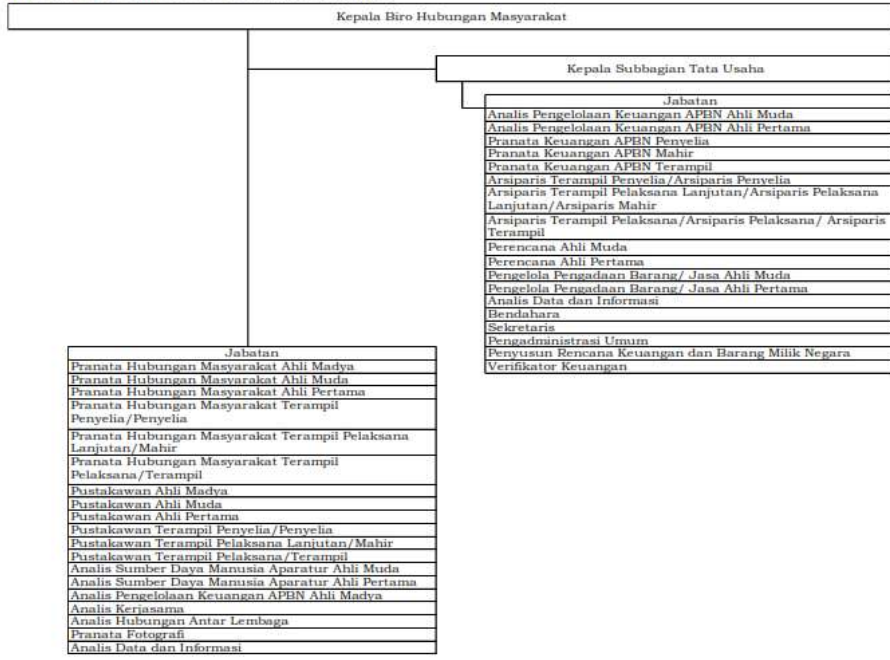 Kepala Biro Hubungan Masyarakat
Kepala Subbagian Tata Usaha
Jabatan
Analis Pengelolaan Keuangan APBN Ahli Muda
Analis Pengelolaan Keuangan APBN Ahli Pertama
Pranata Keuangan APBN Penyelia
Pranata Keuangan APBN Mahir
Pranata Keuangan APBN Terampil
Arsiparis Terampil Penyelia/Arsiparis Penyelia
Arsiparis Terampil Pelaksana Lanjutan/Arsiparis Pelaksana
Lanjutan/Arsiparis Mahir
Arsiparis Terampil Pelaksana/Arsiparis Pelaksana/ Arsiparis
Terampil
Perencana Ahli Muda
Perencana Ahli Pertama
Pengelola Pengadaan Barang/ Jasa Ahli Muda
Pengelola Pengadaan Barang/ Jasa Ahli Pertama
Analis Data dan Informasi
Bendahara
Sekretaris
Pengadministrasi Umum
Penyusun Rencana Keuangan dan Barang Milik Negara
Verifikator Keuangan
Jabatan
Pranata Hubungan Masyarakat Ahli Madya
Pranata Hubungan Masyarakat Ahli Muda
Pranata Hubungan Masyarakat Ahli Pertama
Pranata Hubungan Masyarakat Terampil
Penyelia/Penyelia
Pranata Hubungan Masyarakat Terampil Pelaksana
Lanjutan/Mahir
Pranata Hubungan Masyarakat Terampil
Pelaksana/Terampil
Pustakawan Ahli Madya
Pustakawan Ahli Muda
Pustakawan Ahli Pertama
Pustakawan Terampil Penyelia/Penyelia
Pustakawan Terampil Pelaksana Lanjutan/Mahir
Pustakawan Terampil Pelaksana/Terampil
Analis Sumber Daya Manusia Aparatur Ahli Muda
Analis Sumber Daya Manusia Aparatur Ahli Pertama
Analis Pengelolaan Keuangan APBN Ahli Madya
Analis Kerjasama
Analis Hubungan Antar Lembaga
Pranata Fotografi
Analis Data dan Informasi